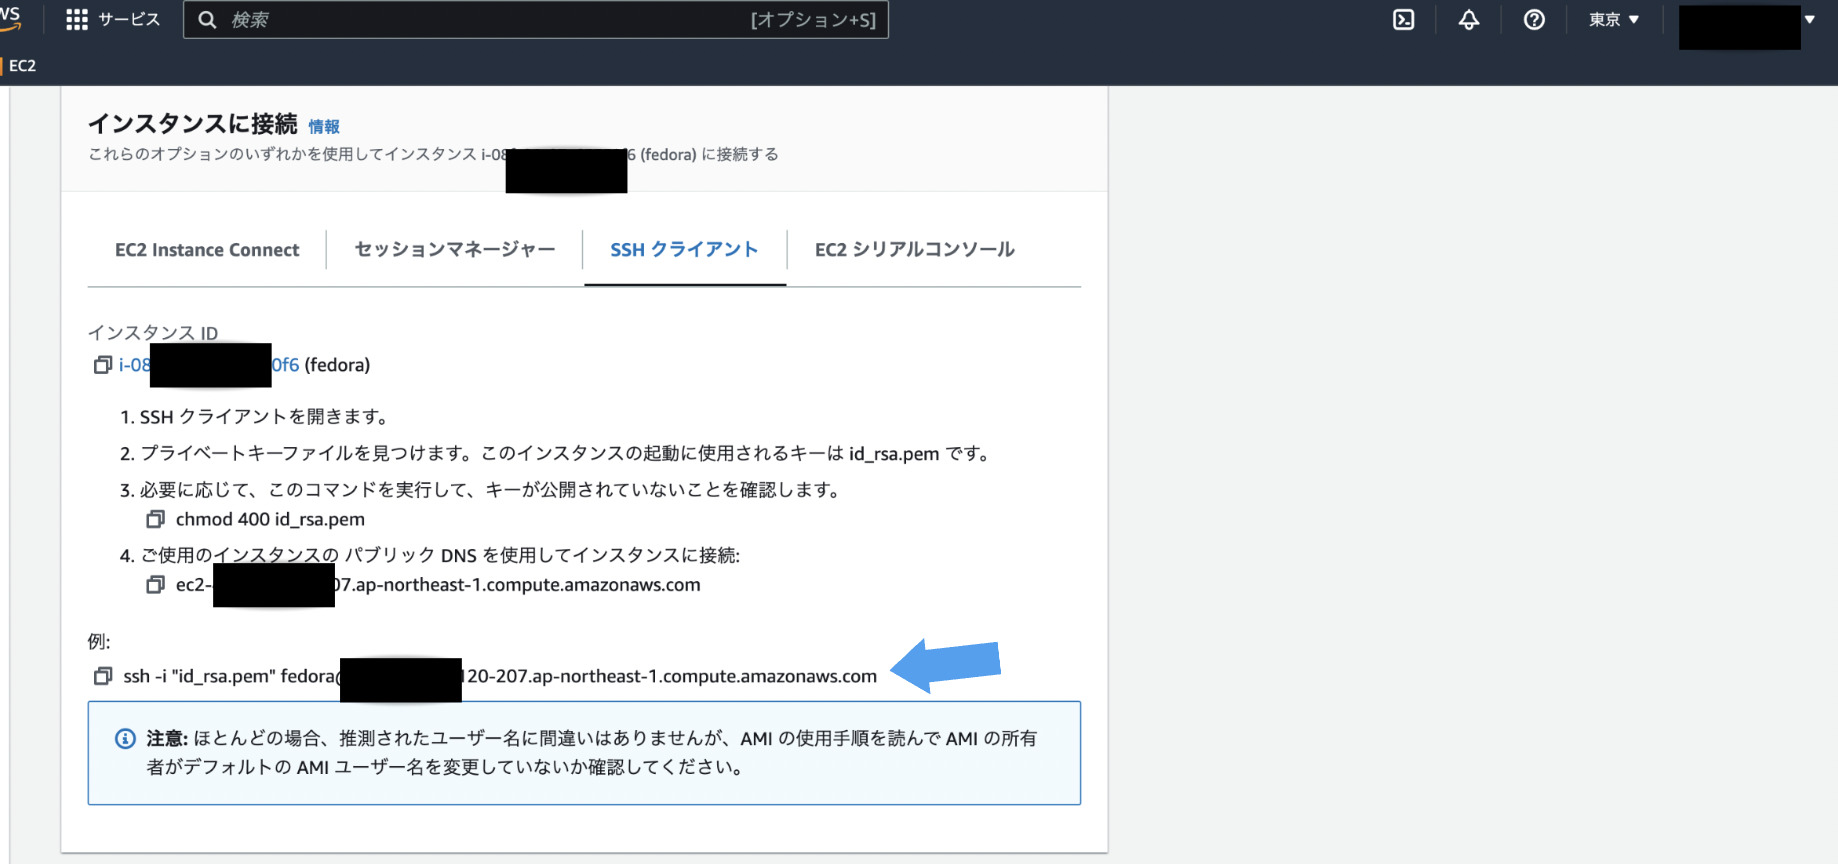 サービス
検索
[オプション+S]
東京
EC2
インスタンスに接続 情報
これらのオプションのいずれかを使用してインスタンス i-08 6 (fedora) に接続する
EC2 Instance Connect
セッションマネージャー
SSH クライアント
EC2 シリアルコンソール
インスタンス ID
i-08 0f6 (fedora)
1. SSH クライアントを開きます。
2. プライベートキーファイルを見つけます。このインスタンスの起動に使用されるキーは id_rsa.pem です。
3. 必要に応じて、このコマンドを実行して、キーが公開されていないことを確認します。
chmod 400 id_rsa.pem
4. ご使用のインスタンスの パブリック DNS を使用してインスタンスに接続:
ec2- 07.ap-northeast-1.compute.amazonaws.com
例:
ssh -i "id_rsa.pem" fedora@ 120-207.ap-northeast-1.compute.amazonaws.com
注意: ほとんどの場合、推測されたユーザー名に間違いはありませんが、AMI の使用手順を読んで AMI の所有
者がデフォルトの AMI ユーザー名を変更していないか確認してください。